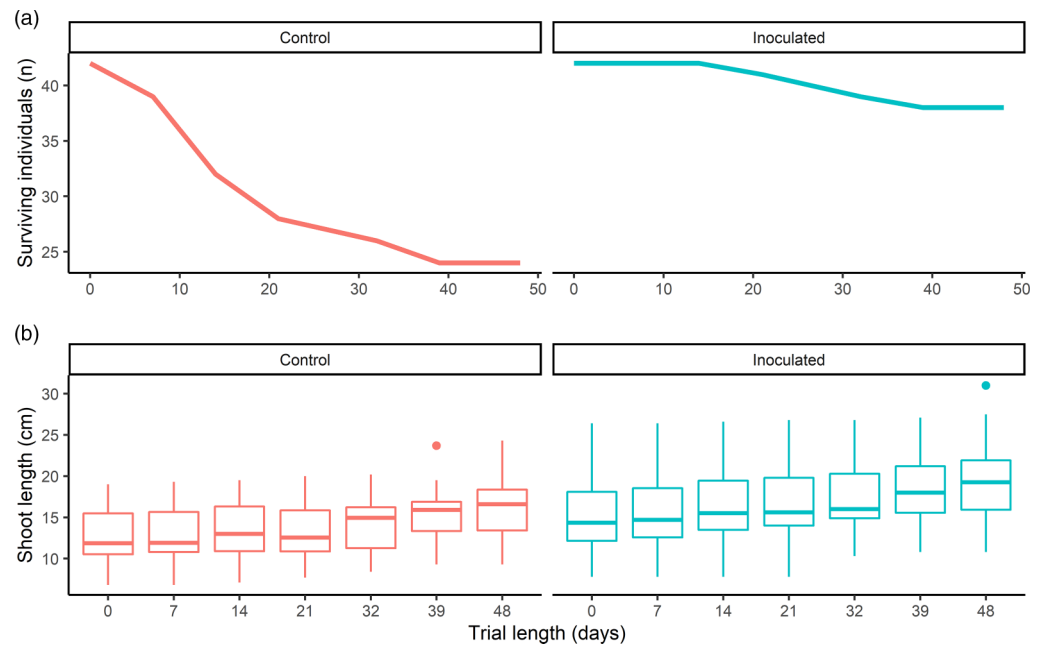 (a)
Control Inoculated
Surviving individuals (n)
40
35
30
25
0 10 20 30 40 50 0 10 20 30 40 50
(b)
Control Inoculated
Shoot length (cm)
30
25
20
15
10
0 7 14 21 32 39 48 0 7 14 21 32 39 48
Trial length (days)